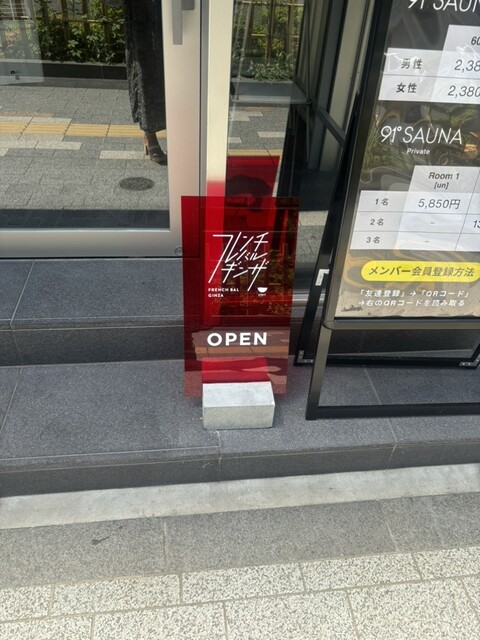 フレンチ
バル
ギンザ
FRENCH BAL
GINZA
OPEN
91° SAUNA
男性
女性 2,380
91° SAUNA
Private
Room 1
[un]
1名 5,850円
2名
3名
メンバー会員登録方法
「友達登録」→「QRコード」
→右のQRコードを読み取る